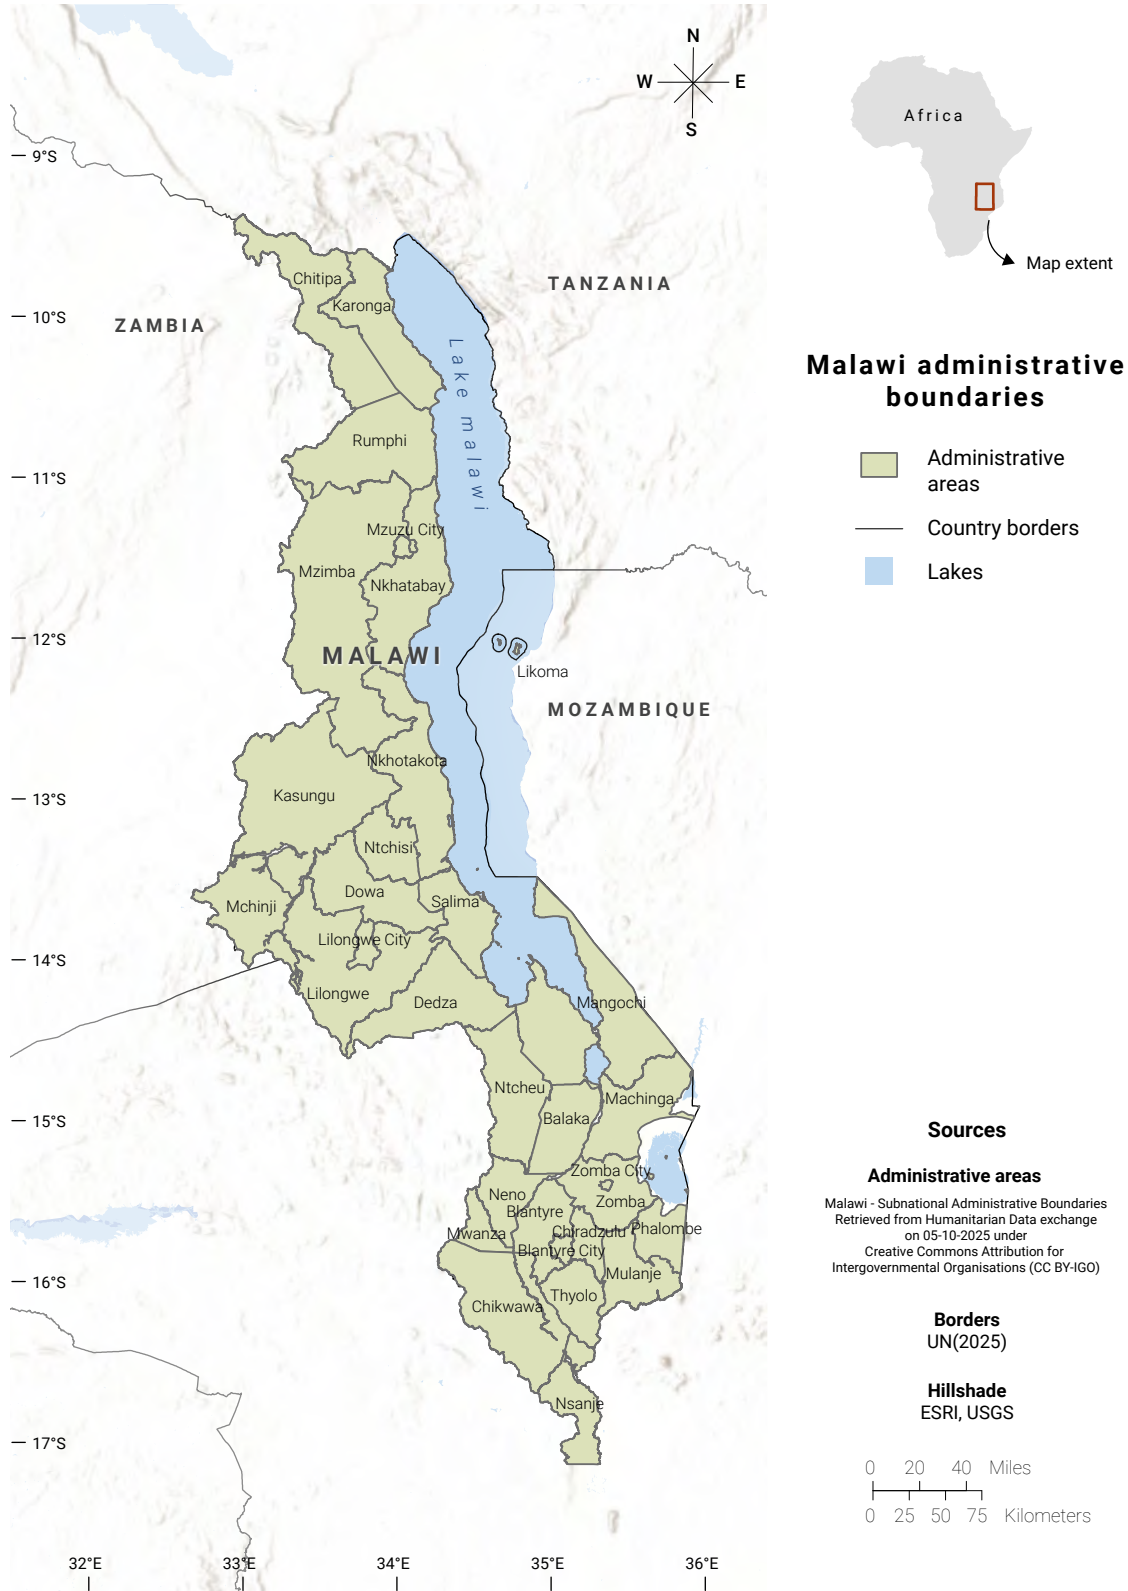 N
W
E
S
Africa
Map extent
9°S
10°S
11°S
12°S
13°S
14°S
15°S
16°S
17°S
32°E
33°E
34°E
35°E
36°E
TANZANIA
ZAMBIA
MALAWI
MOZAMBIQUE
Lake malawi
Chitipa
Karonga
Rumphi
Mzuzu City
Mzimba
Nkhatabay
Likoma
Nkhotakota
Kasungu
Ntchisi
Dowa
Salima
Mchinji
Lilongwe City
Lilongwe
Dedza
Mangochi
Ntcheu
Machinga
Balaka
Zomba City
Neno
Zomba
Blantyre
Mwanza
Chiradzulu
Phalombe
Blantyre City
Mulanje
Thyolo
Chikwawa
Nsanje
Malawi administrative
boundaries
Administrative
areas
Country borders
Lakes
Sources
Administrative areas
Malawi - Subnational Administrative Boundaries
Retrieved from Humanitarian Data exchange
on 05-10-2025 under
Creative Commons Attribution for
Intergovernmental Organisations (CC BY-IGO)
Borders
UN(2025)
Hillshade
ESRI, USGS
0 20 40 Miles
0 25 50 75 Kilometers